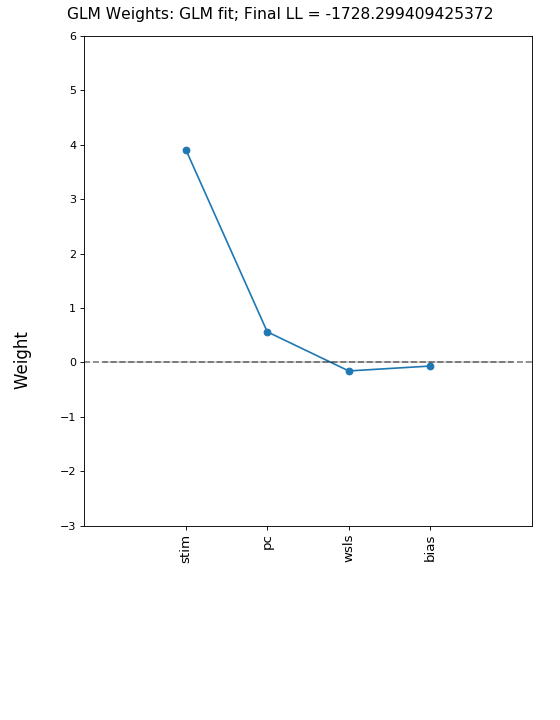 GLM Weights: GLM fit; Final LL = -1728.299409425372
6
5
4
3
2
1
0
−1
−2
−3
Weight
stim
pc
wsls
bias